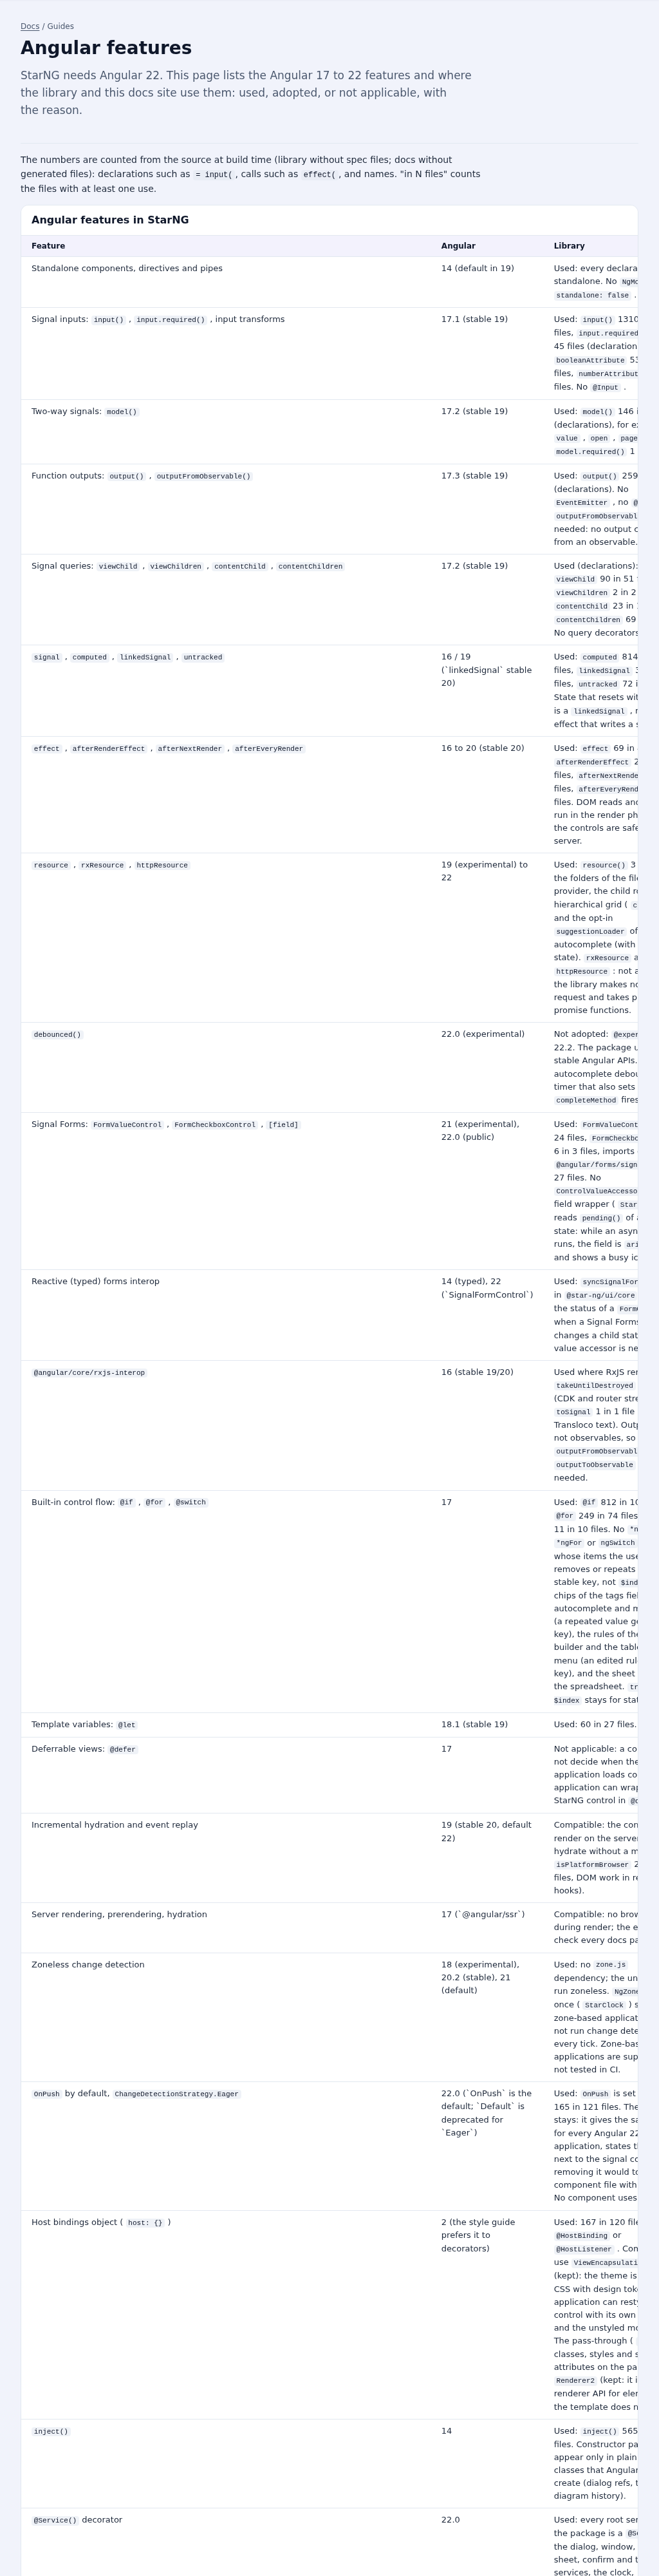 Docs / Guides
Angular features
StarNG needs Angular 22. This page lists the Angular 17 to 22 features and where
the library and this docs site use them: used, adopted, or not applicable, with
the reason.
The numbers are counted from the source at build time (library without spec files; docs without
generated files): declarations such as = input( , calls such as effect( , and names. "in N files" counts
the files with at least one use.
Angular features in StarNG
Feature Angular Library
Standalone components, directives and pipes 14 (default in 19) Used: every declara
standalone. No NgMo
standalone: false .
Signal inputs: input() , input.required() , input transforms 17.1 (stable 19) Used: input() 1310
files, input.required
45 files (declaration
booleanAttribute 53
files, numberAttribut
files. No @Input .
Two-way signals: model() 17.2 (stable 19) Used: model() 146 i
(declarations), for ex
value , open , page
model.required() 1
Function outputs: output() , outputFromObservable() 17.3 (stable 19) Used: output() 259
(declarations). No
EventEmitter , no @
outputFromObservabl
needed: no output c
from an observable.
Signal queries: viewChild , viewChildren , contentChild , contentChildren 17.2 (stable 19) Used (declarations):
viewChild 90 in 51
viewChildren 2 in 2
contentChild 23 in
contentChildren 69
No query decorators
signal , computed , linkedSignal , untracked 16 / 19 Used: computed 814
(`linkedSignal` stable files, linkedSignal
20) files, untracked 72 i
State that resets wit
is a linkedSignal , n
effect that writes a s
effect , afterRenderEffect , afterNextRender , afterEveryRender 16 to 20 (stable 20) Used: effect 69 in
afterRenderEffect 2
files, afterNextRende
files, afterEveryRend
files. DOM reads and
run in the render ph
the controls are safe
server.
resource , rxResource , httpResource 19 (experimental) to Used: resource() 3
22 the folders of the file
provider, the child ro
hierarchical grid ( c
and the opt-in
suggestionLoader of
autocomplete (with
state). rxResource a
httpResource : not a
the library makes no
request and takes p
promise functions.
debounced() 22.0 (experimental) Not adopted: @exper
22.2. The package u
stable Angular APIs.
autocomplete debou
timer that also sets
completeMethod fires
Signal Forms: FormValueControl , FormCheckboxControl , [field] 21 (experimental), Used: FormValueCont
22.0 (public) 24 files, FormCheckbo
6 in 3 files, imports
@angular/forms/sign
27 files. No
ControlValueAccesso
field wrapper ( Star
reads pending() of
state: while an asyn
runs, the field is ari
and shows a busy ic
Reactive (typed) forms interop 14 (typed), 22 Used: syncSignalFor
(`SignalFormControl`) in @star-ng/ui/core
the status of a Form
when a Signal Forms
changes a child stat
value accessor is ne
@angular/core/rxjs-interop 16 (stable 19/20) Used where RxJS rer
takeUntilDestroyed
(CDK and router stre
toSignal 1 in 1 file
Transloco text). Outp
not observables, so
outputFromObservabl
outputToObservable
needed.
Built-in control flow: @if , @for , @switch 17 Used: @if 812 in 10
@for 249 in 74 files
11 in 10 files. No *n
*ngFor or ngSwitch
whose items the use
removes or repeats
stable key, not $ind
chips of the tags fiel
autocomplete and m
(a repeated value ge
key), the rules of the
builder and the table
menu (an edited rul
key), and the sheet
the spreadsheet. tr
$index stays for stat
Template variables: @let 18.1 (stable 19) Used: 60 in 27 files.
Deferrable views: @defer 17 Not applicable: a co
not decide when the
application loads co
application can wrap
StarNG control in @d
Incremental hydration and event replay 19 (stable 20, default Compatible: the con
22) render on the server
hydrate without a m
isPlatformBrowser 2
files, DOM work in re
hooks).
Server rendering, prerendering, hydration 17 (`@angular/ssr`) Compatible: no brow
during render; the e
check every docs pa
Zoneless change detection 18 (experimental), Used: no zone.js
20.2 (stable), 21 dependency; the un
(default) run zoneless. NgZone
once ( StarClock ) s
zone-based applicat
not run change dete
every tick. Zone-bas
applications are sup
not tested in CI.
OnPush by default, ChangeDetectionStrategy.Eager 22.0 (`OnPush` is the Used: OnPush is set
default; `Default` is 165 in 121 files. The
deprecated for stays: it gives the sa
`Eager`) for every Angular 22
application, states th
next to the signal co
removing it would to
component file with
No component uses
Host bindings object ( host: {} ) 2 (the style guide Used: 167 in 120 file
prefers it to @HostBinding or
decorators) @HostListener . Con
use ViewEncapsulati
(kept): the theme is
CSS with design toke
application can resty
control with its own
and the unstyled mo
The pass-through (
classes, styles and s
attributes on the pa
Renderer2 (kept: it i
renderer API for eler
the template does n
inject() 14 Used: inject() 565
files. Constructor pa
appear only in plain
classes that Angular
create (dialog refs, t
diagram history).
@Service() decorator 22.0 Used: every root ser
the package is a @Se
the dialog, window,
sheet, confirm and t
services, the clock,